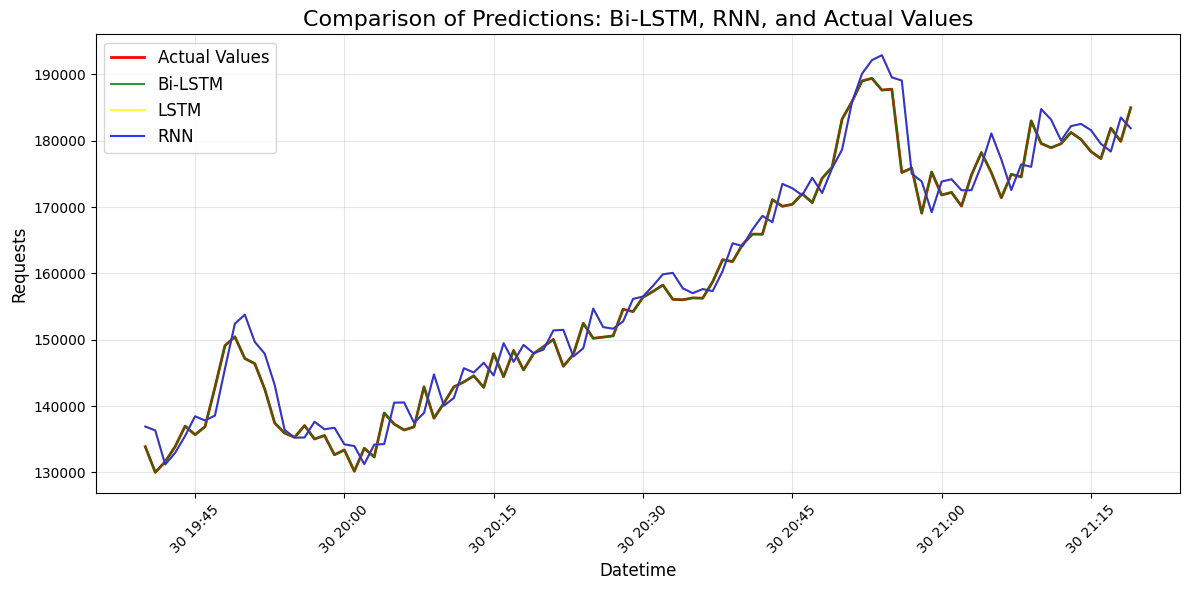 Comparison of Predictions: Bi-LSTM, RNN, and Actual Values
Actual Values
Bi-LSTM
LSTM
RNN
Requests
190000
180000
170000
160000
150000
140000
130000
30 19:45
30 20:00
30 20:15
30 20:30
30 20:45
30 21:00
30 21:15
Datetime